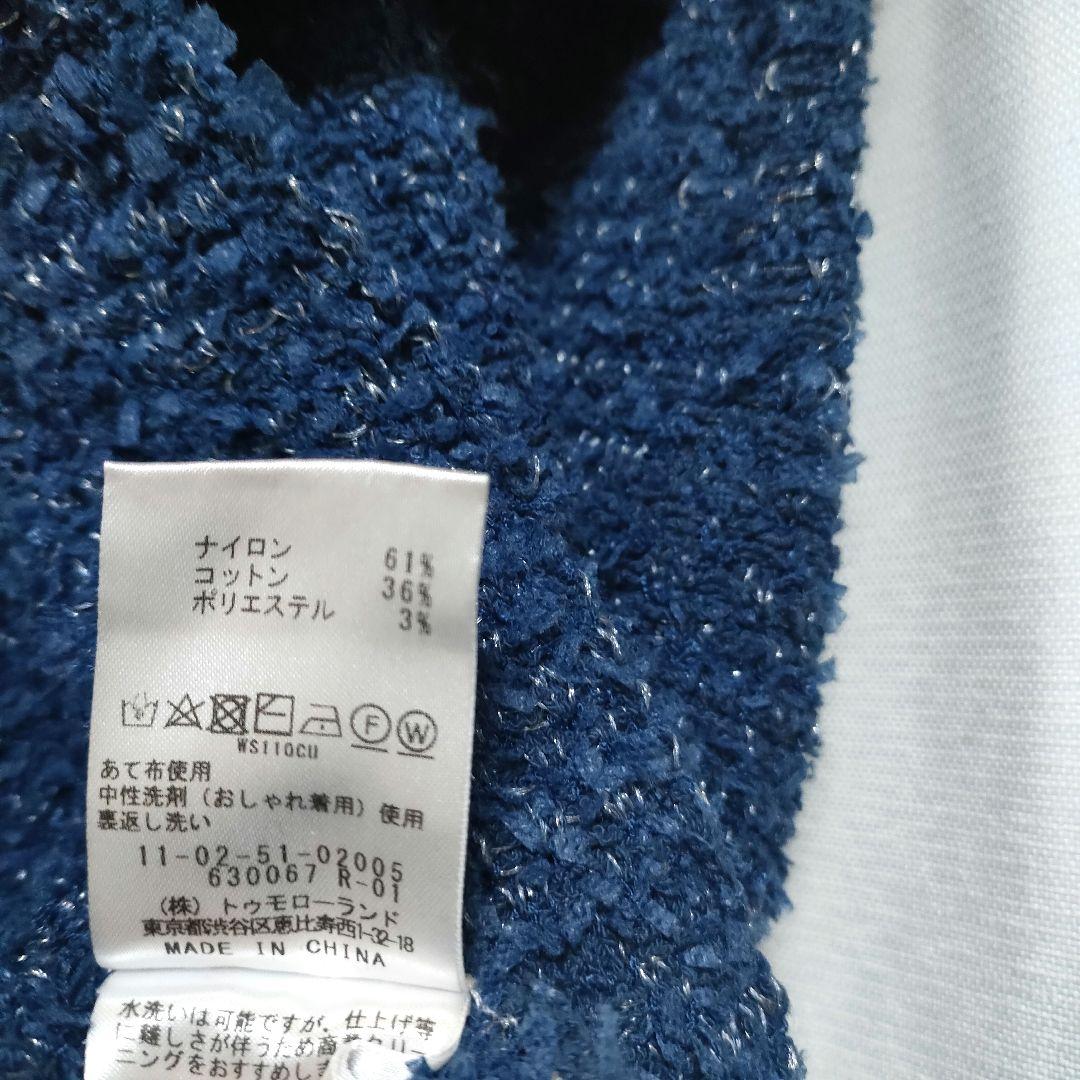 ナイロン 61%
コットン 36%
ポリエステル 3%
F W
WS110CU
あて布使用
中性洗剤（おしゃれ着用）使用
裏返し洗い
11-02-51-02005
630067 R-01
（株）トゥモローランド
東京都渋谷区恵比寿西1-32-18
MADE IN CHINA
水洗いは可能ですが、仕上げ等
に難しさが伴うため商業クリー
ニングをおすすめしま